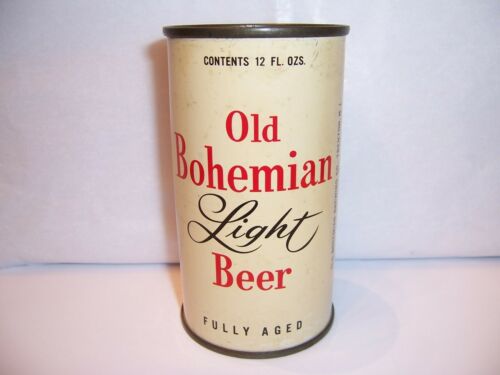 CONTENTS 12 FL. OZS.
Old
Bohemian
Light
Beer
FULLY AGED